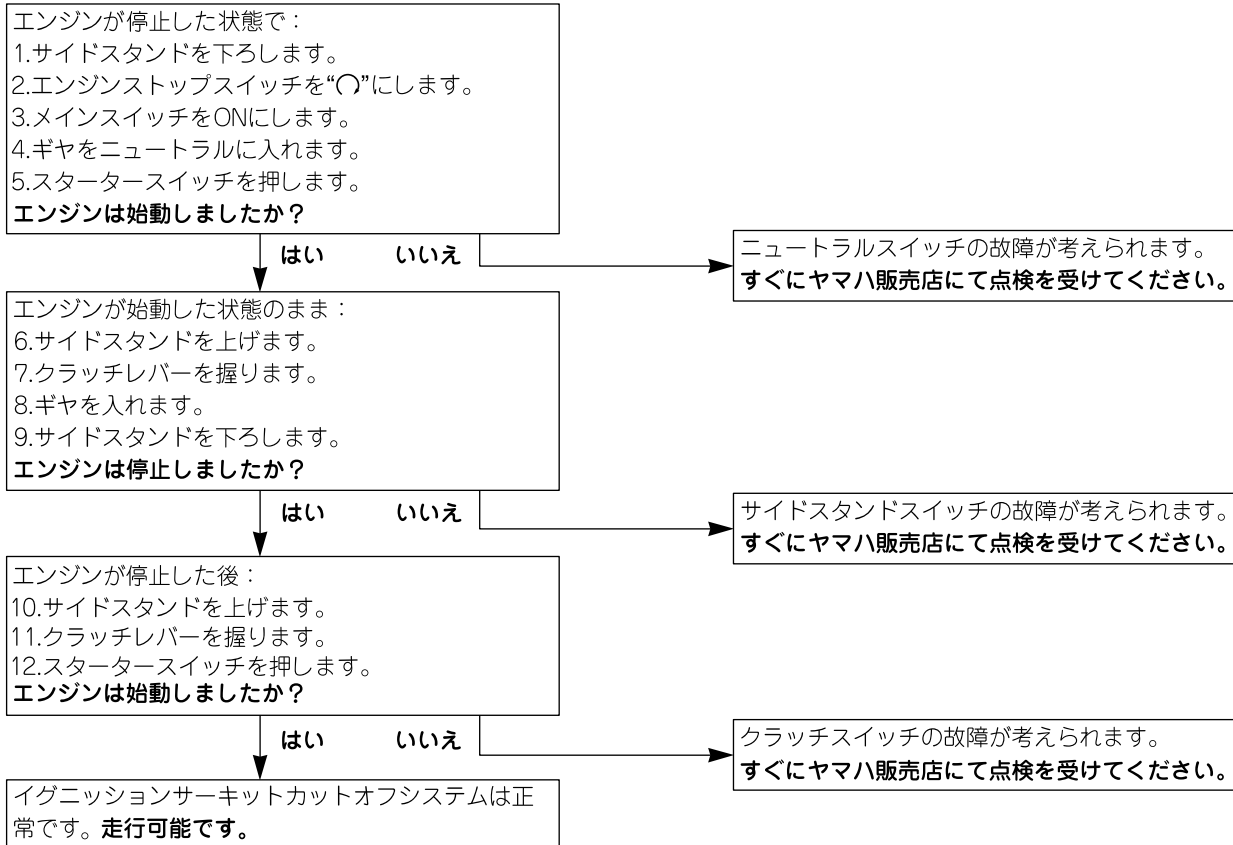 エンジンが停止した状態で：
1.サイドスタンドを下ろします。
2.エンジンストップスイッチを“○”にします。
3.メインスイッチをONにします。
4.ギヤをニュートラルに入れます。
5.スタータースイッチを押します。
エンジンは始動しましたか？
はい いいえ
ニュートラルスイッチの故障が考えられます。
すぐにヤマハ販売店にて点検を受けてください。
エンジンが始動した状態のまま：
6.サイドスタンドを上げます。
7.クラッチレバーを握ります。
8.ギヤを入れます。
9.サイドスタンドを下ろします。
エンジンは停止しましたか？
はい いいえ
サイドスタンドスイッチの故障が考えられます。
すぐにヤマハ販売店にて点検を受けてください。
エンジンが停止した後：
10.サイドスタンドを上げます。
11.クラッチレバーを握ります。
12.スタータースイッチを押します。
エンジンは始動しましたか？
はい いいえ
クラッチスイッチの故障が考えられます。
すぐにヤマハ販売店にて点検を受けてください。
イグニッションサーキットカットオフシステムは正
常です。走行可能です。